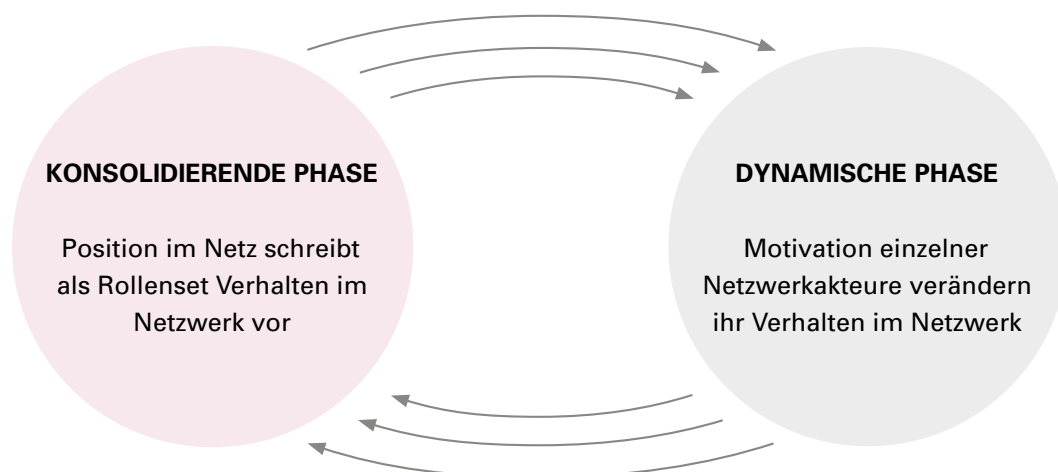 KONSOLIDIERENDE PHASE
Position im Netz schreibt
als Rollenset Verhalten im
Netzwerk vor
DYNAMISCHE PHASE
Motivation einzelner
Netzwerkakteure verändern
ihr Verhalten im Netzwerk